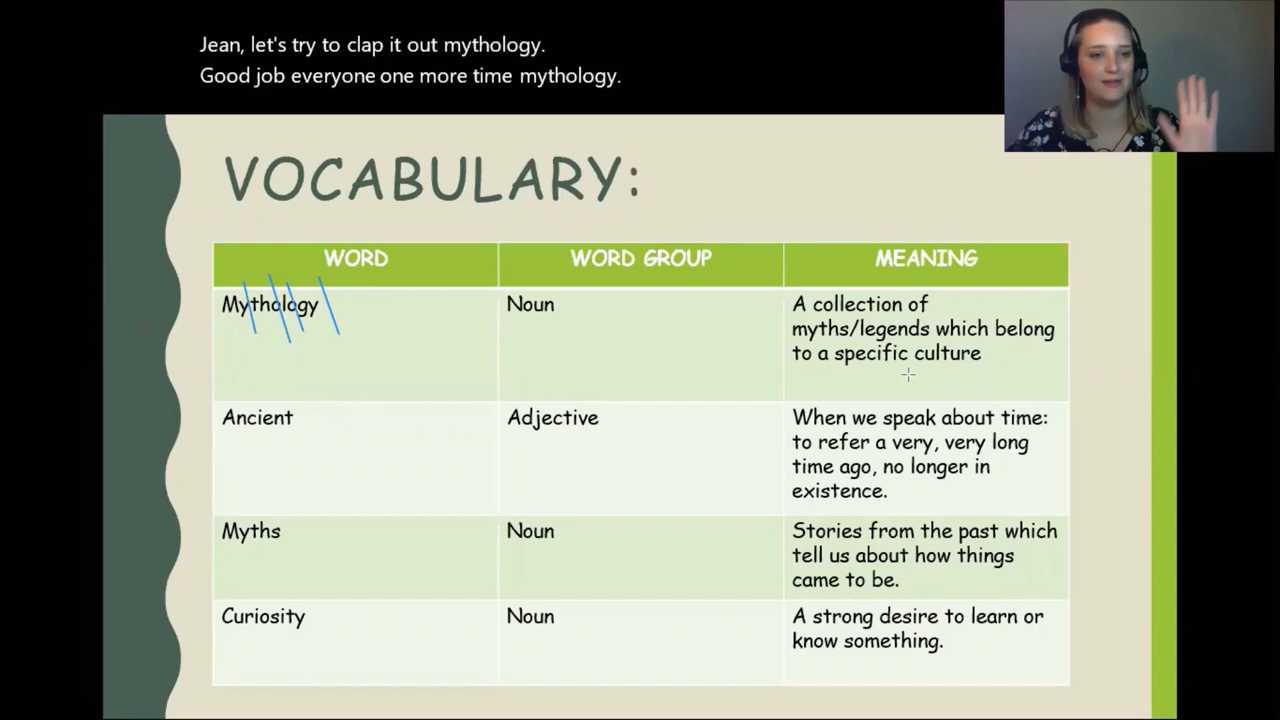 Jean, let's try to clap it out mythology.
Good job everyone one more time mythology.
VOCABULARY:
WORD
WORD GROUP
MEANING
Mythology
Noun
A collection of
myths/legends which belong
to a specific culture
Ancient
Adjective
When we speak about time:
to refer a very, very long
time ago, no longer in
existence.
Myths
Noun
Stories from the past which
tell us about how things
came to be.
Curiosity
Noun
A strong desire to learn or
know something.